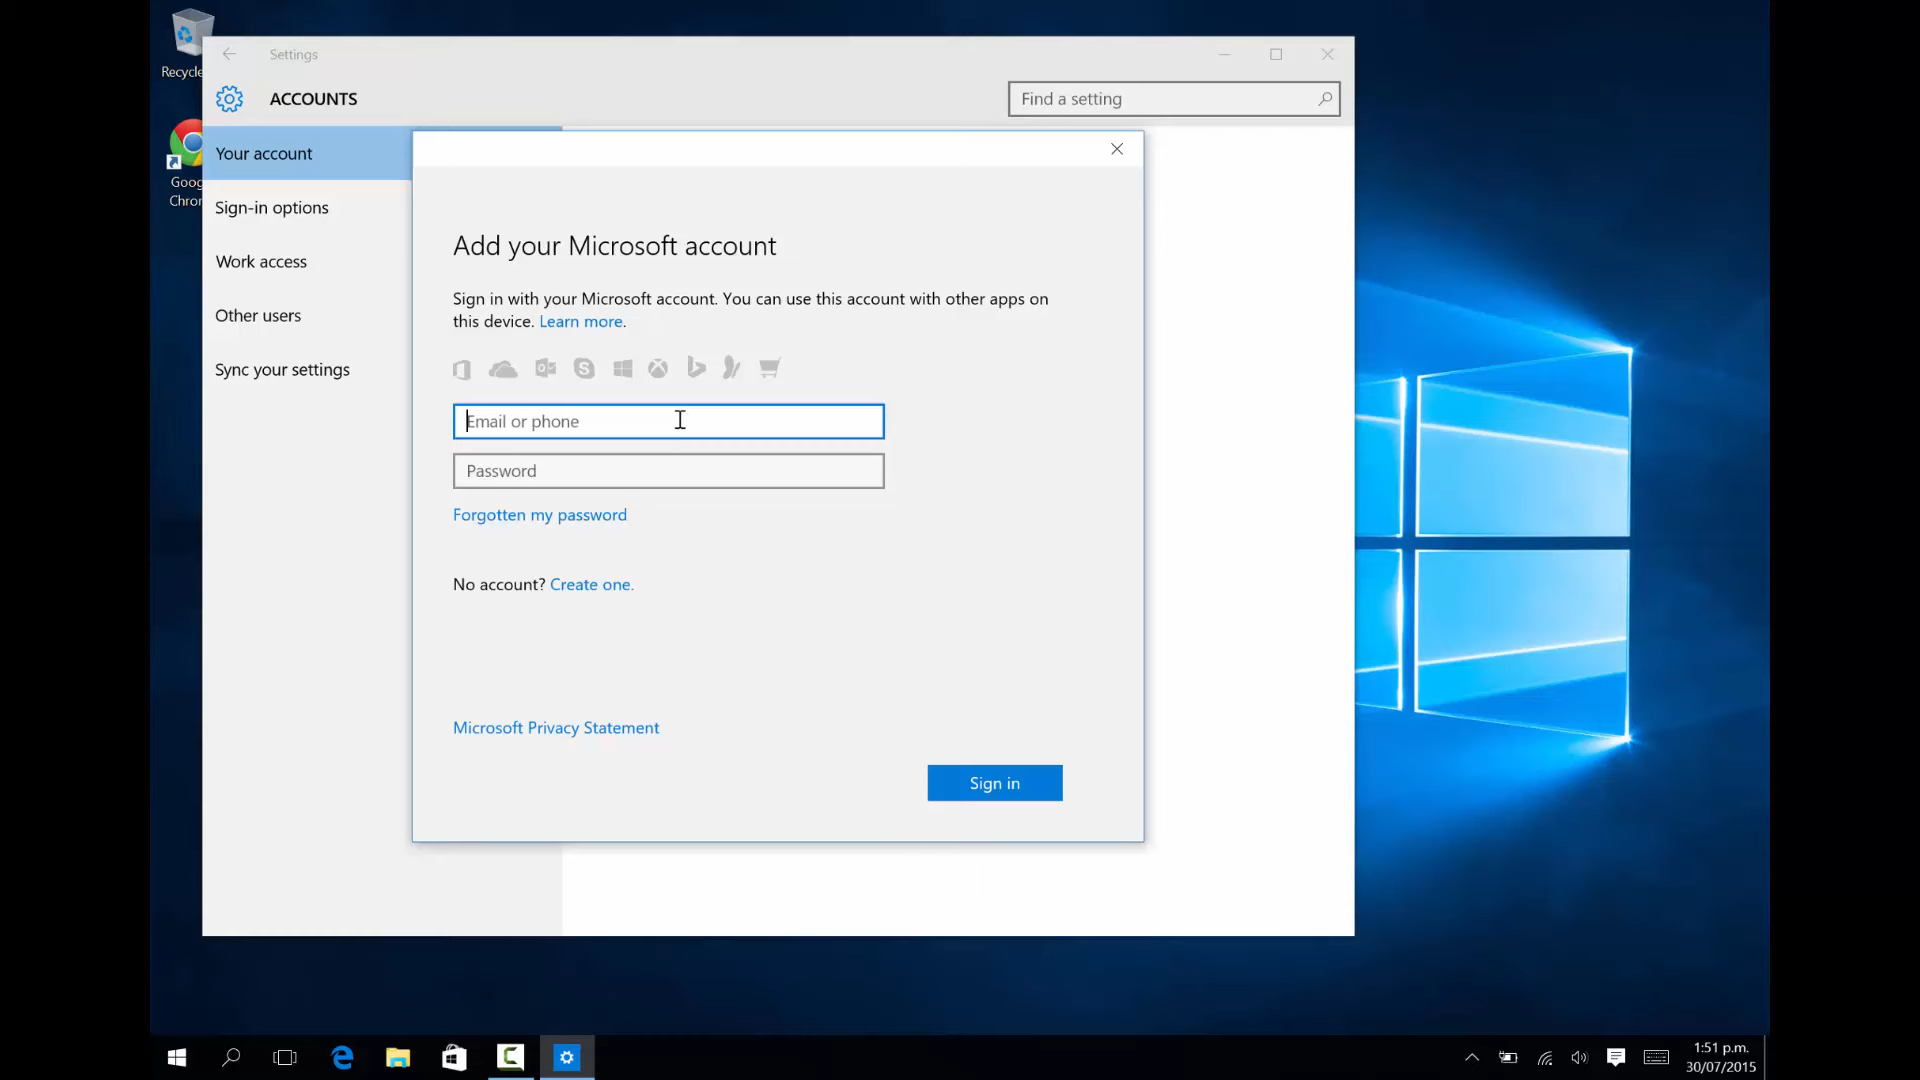 Recycle
Settings
ACCOUNTS
Find a setting
Goog
Chrom
Your account
Sign-in options
Work access
Other users
Sync your settings
Add your Microsoft account
Sign in with your Microsoft account. You can use this account with other apps on
this device. Learn more.
Email or phone
Password
Forgotten my password
No account? Create one.
Microsoft Privacy Statement
Sign in
1:51 p.m.
30/07/2015